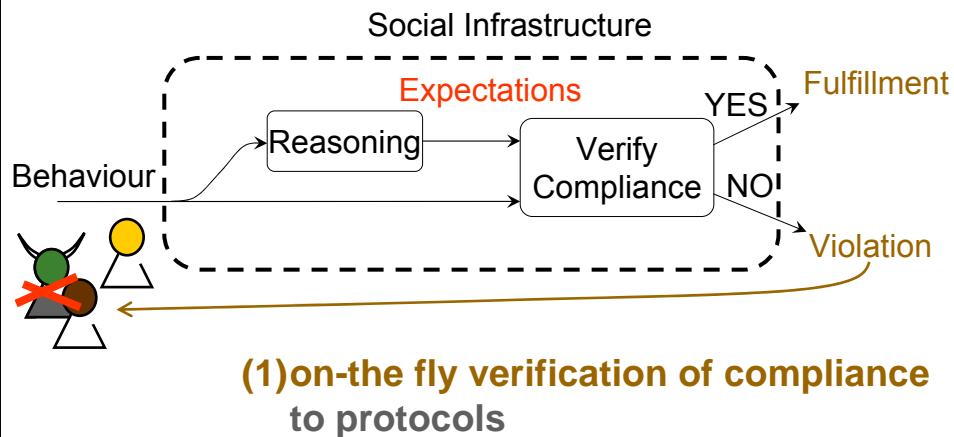 Social Infrastructure
Expectations
Fulfillment
YES
Reasoning
Verify
Compliance
Behaviour
NO
Violation
(1)on-the fly verification of compliance
to protocols